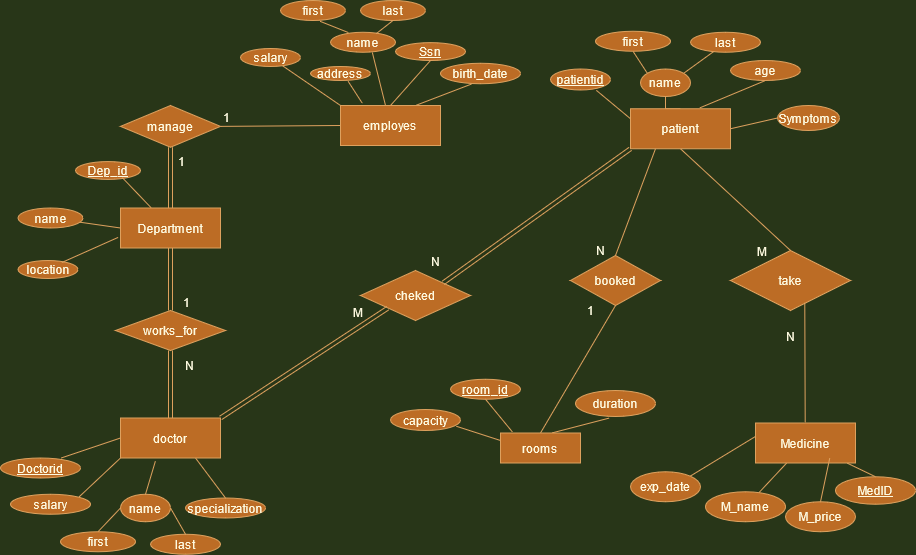 first
last
name
salary
address
Ssn
birth_date
employes
manage
1
1
first
last
name
age
patientid
Symptoms
patient
Dep_id
name
location
Department
1
works_for
N
N
cheked
M
N
booked
1
M
take
N
doctor
Doctorid
salary
name
specialization
first
last
room_id
capacity
duration
rooms
Medicine
exp_date
M_name
M_price
MedID